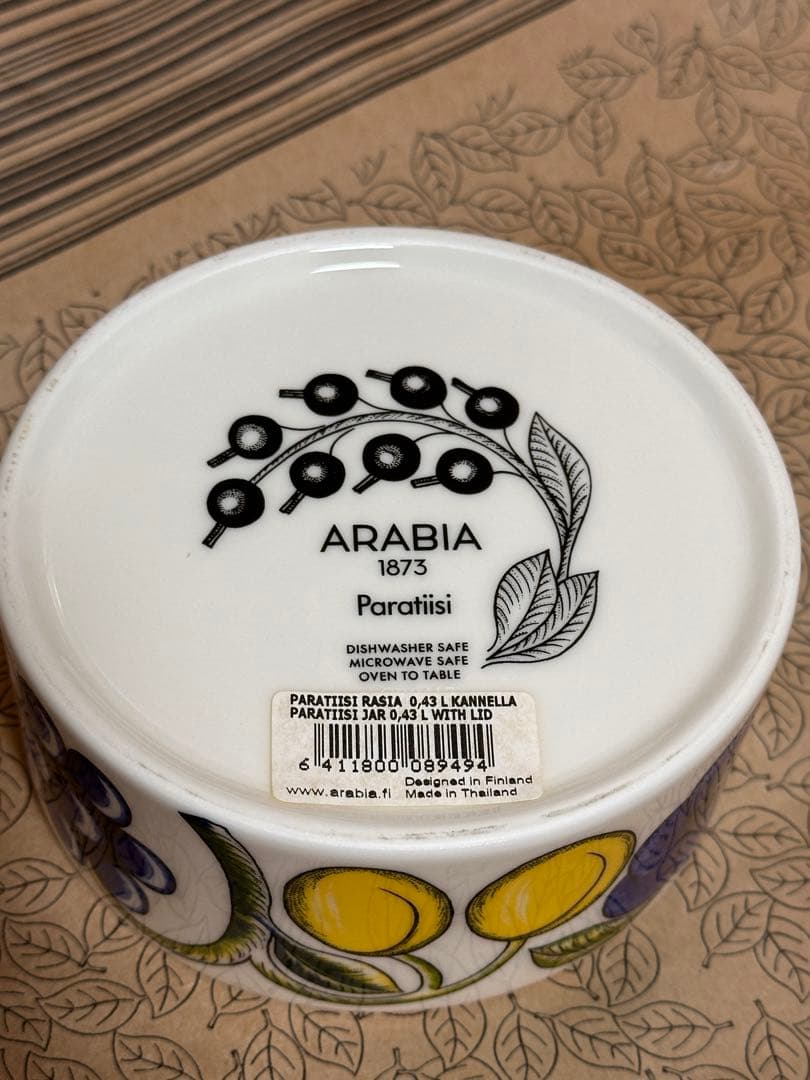 ARABIA
1873
Paratiisi
DISHWASHER SAFE
MICROWAVE SAFE
OVEN TO TABLE
PARATIISI RASIA 0,43 L KANNELLA
PARATIISI JAR 0,43 L WITH LID
6 411800 089494
Designed in Finland
www.arabia.fi Made in Thailand